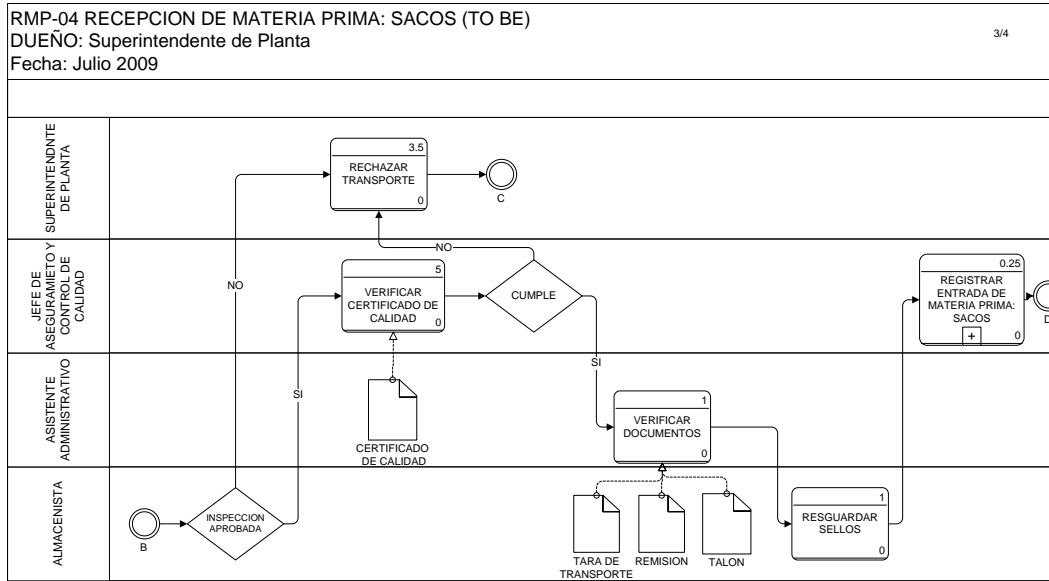 RMP-04 RECEPCION DE MATERIA PRIMA: SACOS (TO BE)
DUEÑO: Superintendente de Planta
Fecha: Julio 2009
3/4
SUPERINTENDNTE
DE PLANTA
3.5
RECHAZAR
TRANSPORTE
0
C
JEFE DE
ASEGURAMIETO Y
CONTROL DE
CALIDAD
NO
NO
5
VERIFICAR
CERTIFICADO DE
CALIDAD
0
CUMPLE
0.25
REGISTRAR
ENTRADA DE
MATERIA PRIMA:
SACOS
+
0
D
ASISTENTE
ADMINISTRATIVO
SI
SI
CERTIFICADO
DE CALIDAD
1
VERIFICAR
DOCUMENTOS
0
ALMACENISTA
B
INSPECCION
APROBADA
TARA DE
TRANSPORTE
REMISION
TALON
1
RESGUARDAR
SELLOS
0